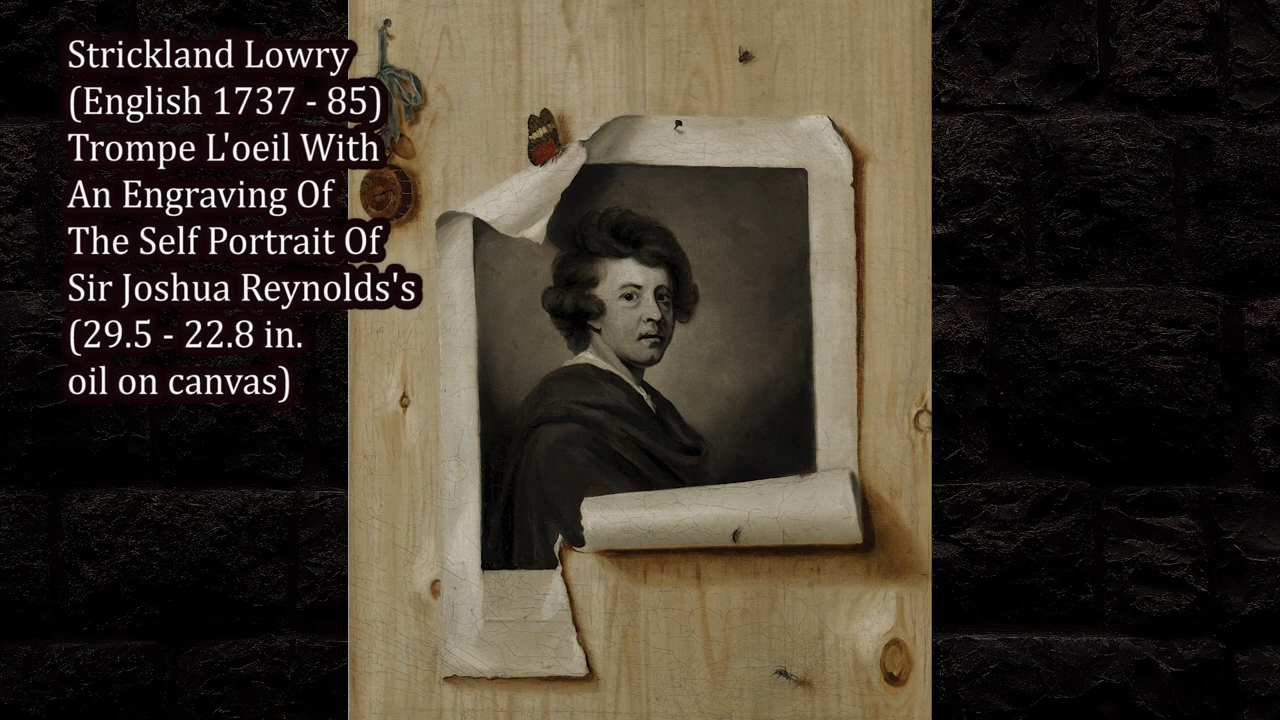 Strickland Lowry
(English 1737 - 85)
Trompe L'oeil With
An Engraving Of
The Self Portrait Of
Sir Joshua Reynolds's
(29.5 - 22.8 in.
oil on canvas)